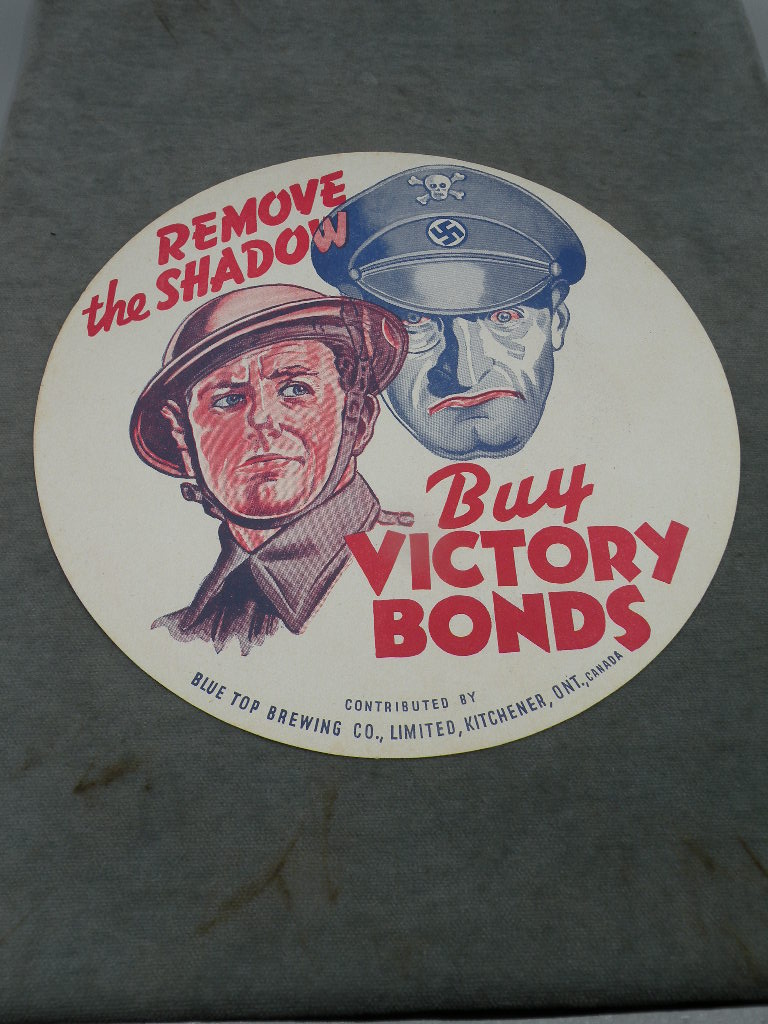 REMOVE
the SHADOW
Buy
VICTORY
BONDS
CONTRIBUTED BY
BLUE TOP BREWING CO., LIMITED, KITCHENER, ONT., CANADA